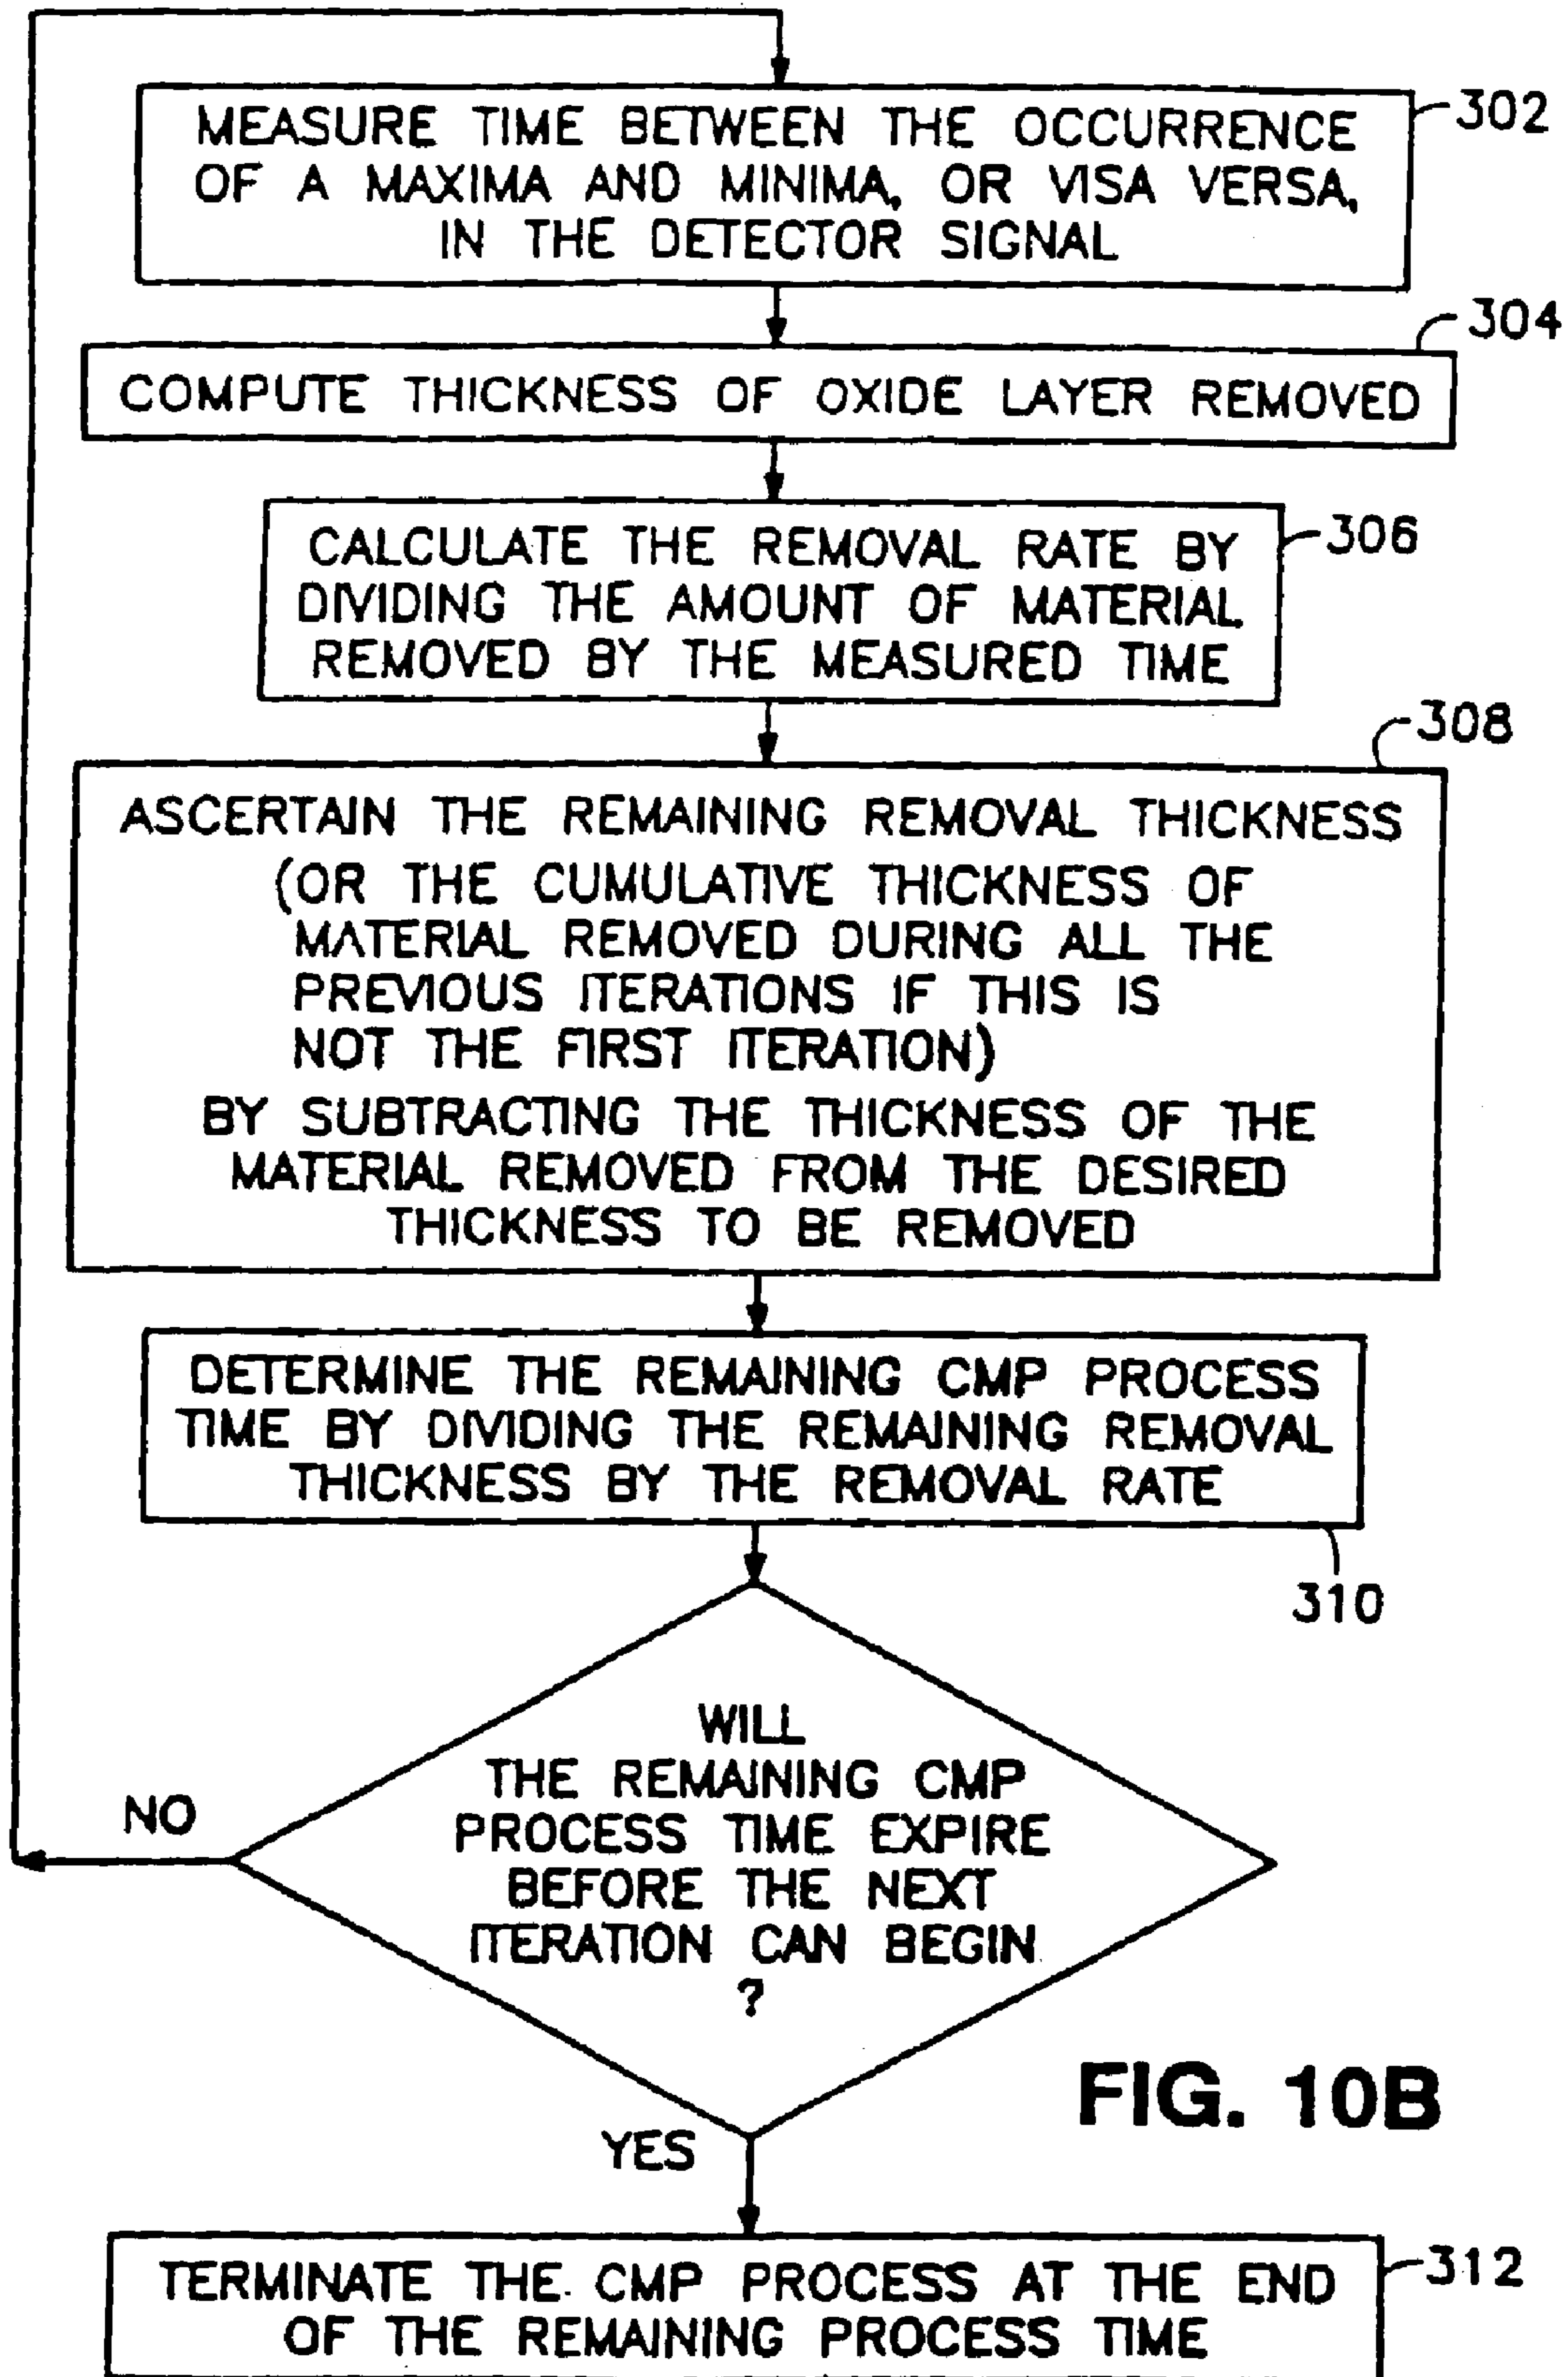 MEASURE TIME BETWEEN THE OCCURRENCE
OF A MAXIMA AND MINIMA, OR VISA VERSA,
IN THE DETECTOR SIGNAL
302
COMPUTE THICKNESS OF OXIDE LAYER REMOVED
304
CALCULATE THE REMOVAL RATE BY
DIVIDING THE AMOUNT OF MATERIAL
REMOVED BY THE MEASURED TIME
306
ASCERTAIN THE REMAINING REMOVAL THICKNESS
(OR THE CUMULATIVE THICKNESS OF
MATERIAL REMOVED DURING ALL THE
PREVIOUS ITERATIONS IF THIS IS
NOT THE FIRST ITERATION)
BY SUBTRACTING THE THICKNESS OF THE
MATERIAL REMOVED FROM THE DESIRED
THICKNESS TO BE REMOVED
308
DETERMINE THE REMAINING CMP PROCESS
TIME BY DIVIDING THE REMAINING REMOVAL
THICKNESS BY THE REMOVAL RATE
310
WILL
THE REMAINING CMP
PROCESS TIME EXPIRE
BEFORE THE NEXT
ITERATION CAN BEGIN
?
NO
YES
FIG. 10B
TERMINATE THE CMP PROCESS AT THE END
OF THE REMAINING PROCESS TIME
312